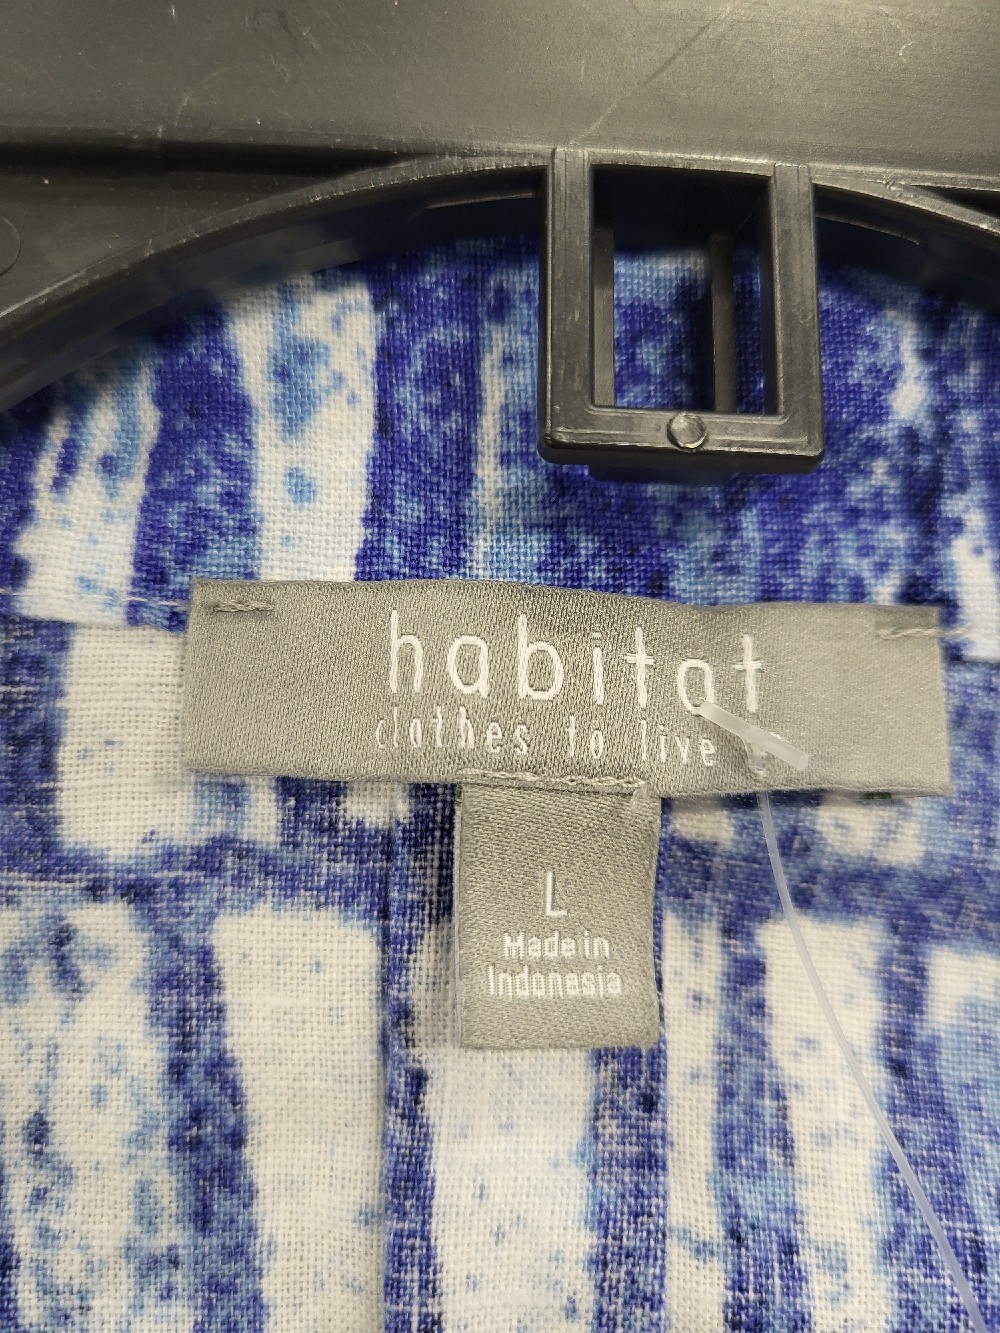 habitat
clothes to live
L
Made in
Indonesia